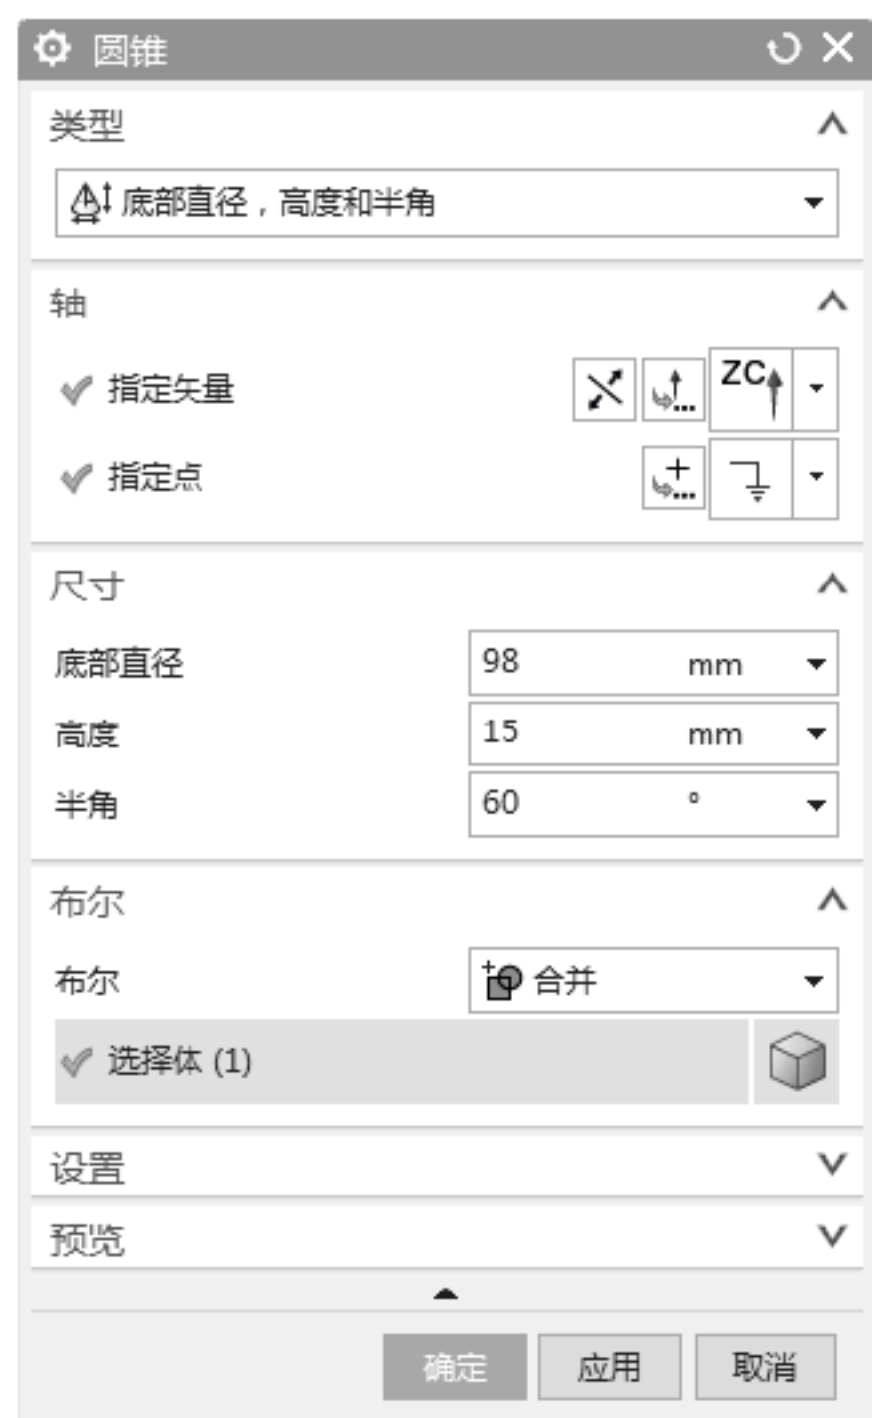 圆锥
类型
底部直径，高度和半角
轴
指定矢量
ZC
指定点
尺寸
底部直径 98 mm
高度 15 mm
半角 60 °
布尔
布尔 合并
选择体 (1)
设置
预览
确定 应用 取消